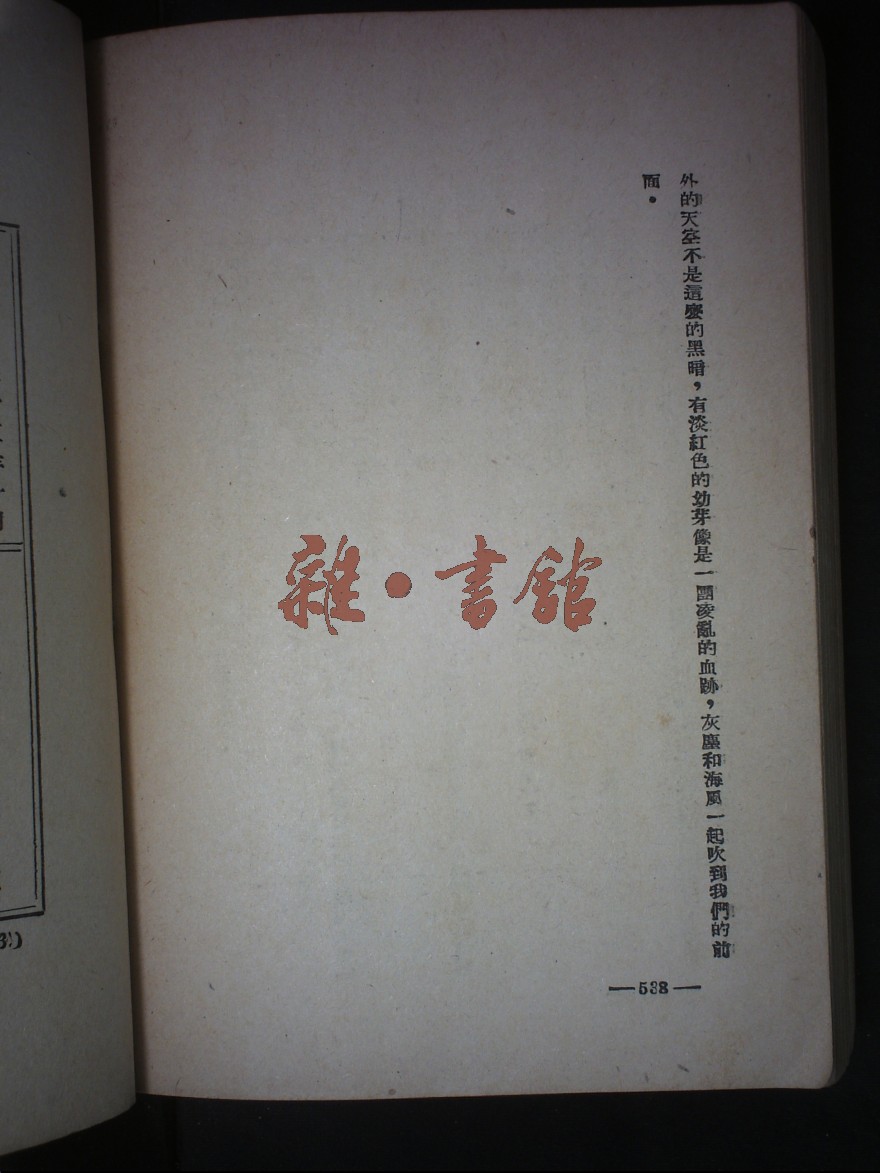 外的天空不是這麼的黑暗，有淡紅色的幼芽像是一團凌亂的血跡，灰塵和海風一起吹到我們的前
面。
—538—
雜·書館